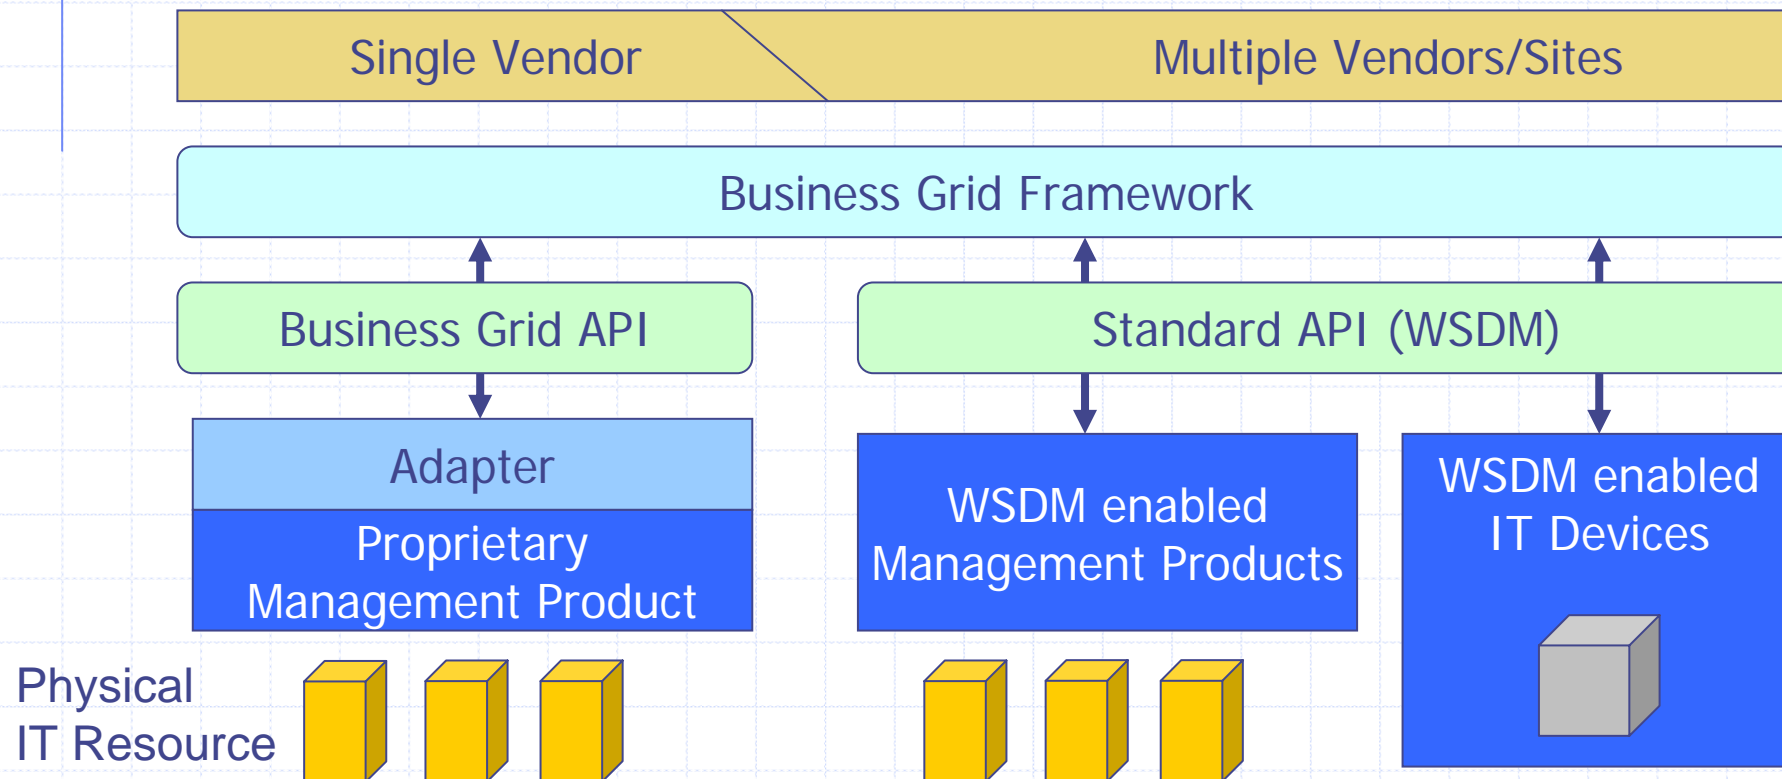 Single Vendor
Multiple Vendors/Sites
Business Grid Framework
Business Grid API
Standard API (WSDM)
Adapter
Proprietary
Management Product
WSDM enabled
Management Products
WSDM enabled
IT Devices
Physical
IT Resource